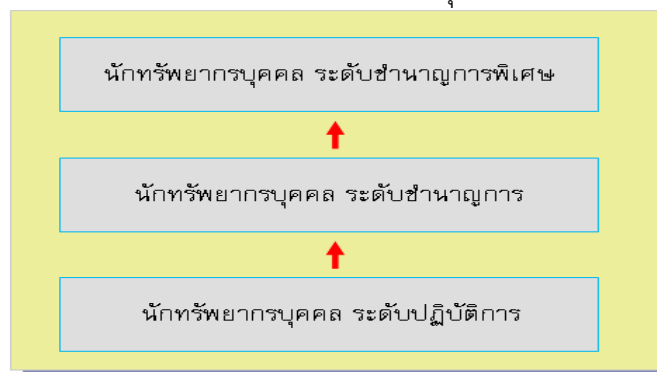 นักทรัพยากรบุคคล ระดับชำนาญการพิเศษ
นักทรัพยากรบุคคล ระดับชำนาญการ
นักทรัพยากรบุคคล ระดับปฏิบัติการ